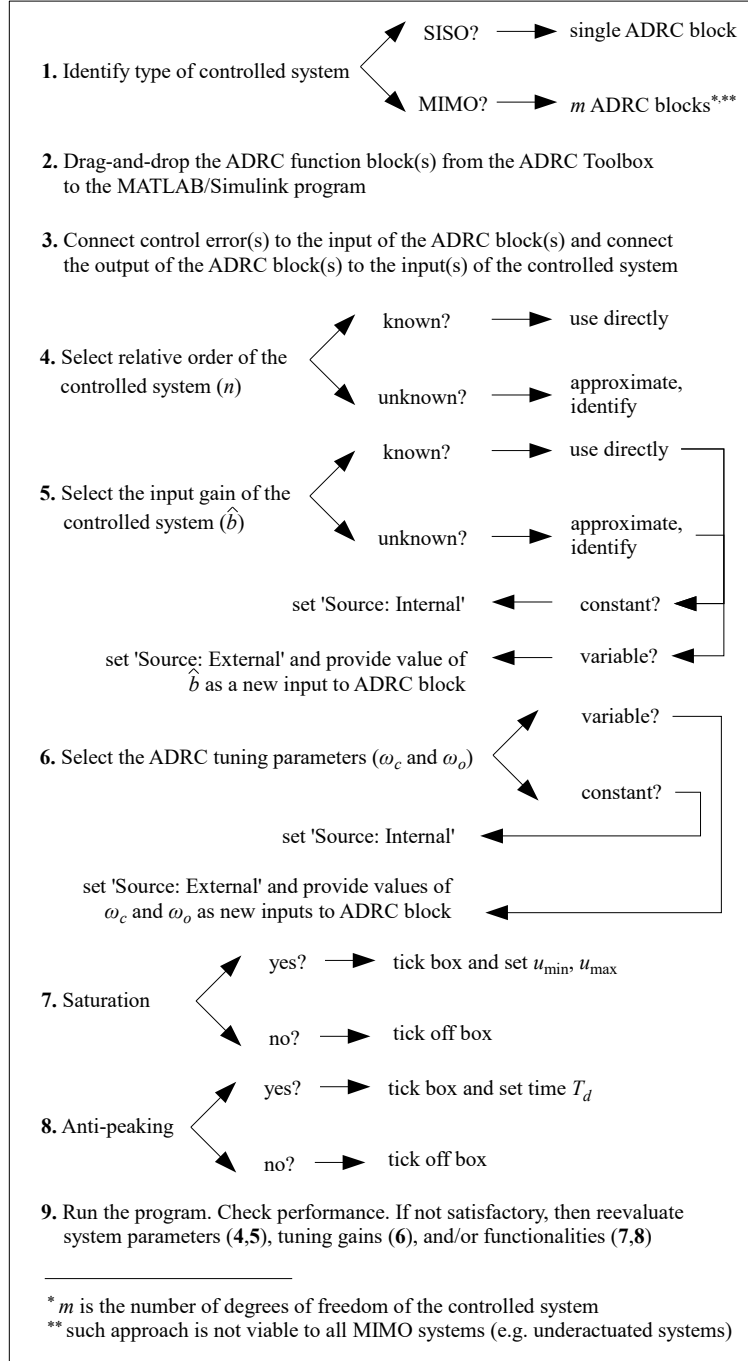 SISO? single ADRC block
1. Identify type of controlled system
MIMO? m ADRC blocks*,**
2. Drag-and-drop the ADRC function block(s) from the ADRC Toolbox
to the MATLAB/Simulink program
3. Connect control error(s) to the input of the ADRC block(s) and connect
the output of the ADRC block(s) to the input(s) of the controlled system
known? use directly
4. Select relative order of the
controlled system (n)
unknown? approximate,
identify
known? use directly
5. Select the input gain of the
controlled system (b̂)
unknown? approximate,
identify
set 'Source: Internal' constant?
set 'Source: External' and provide value of variable?
b̂ as a new input to ADRC block
variable?
6. Select the ADRC tuning parameters (ω_c and ω_o)
constant?
set 'Source: Internal'
set 'Source: External' and provide values of
ω_c and ω_o as new inputs to ADRC block
yes? tick box and set u_min, u_max
7. Saturation
no? tick off box
yes? tick box and set time T_d
8. Anti-peaking
no? tick off box
9. Run the program. Check performance. If not satisfactory, then reevaluate
system parameters (4,5), tuning gains (6), and/or functionalities (7,8)
* m is the number of degrees of freedom of the controlled system
** such approach is not viable to all MIMO systems (e.g. underactuated systems)